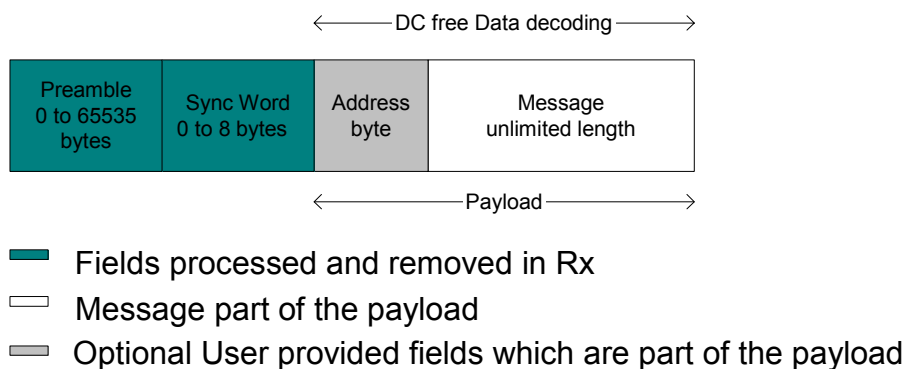 DC free Data decoding
Preamble
0 to 65535
bytes
Sync Word
0 to 8 bytes
Address
byte
Message
unlimited length
Payload
Fields processed and removed in Rx
Message part of the payload
Optional User provided fields which are part of the payload